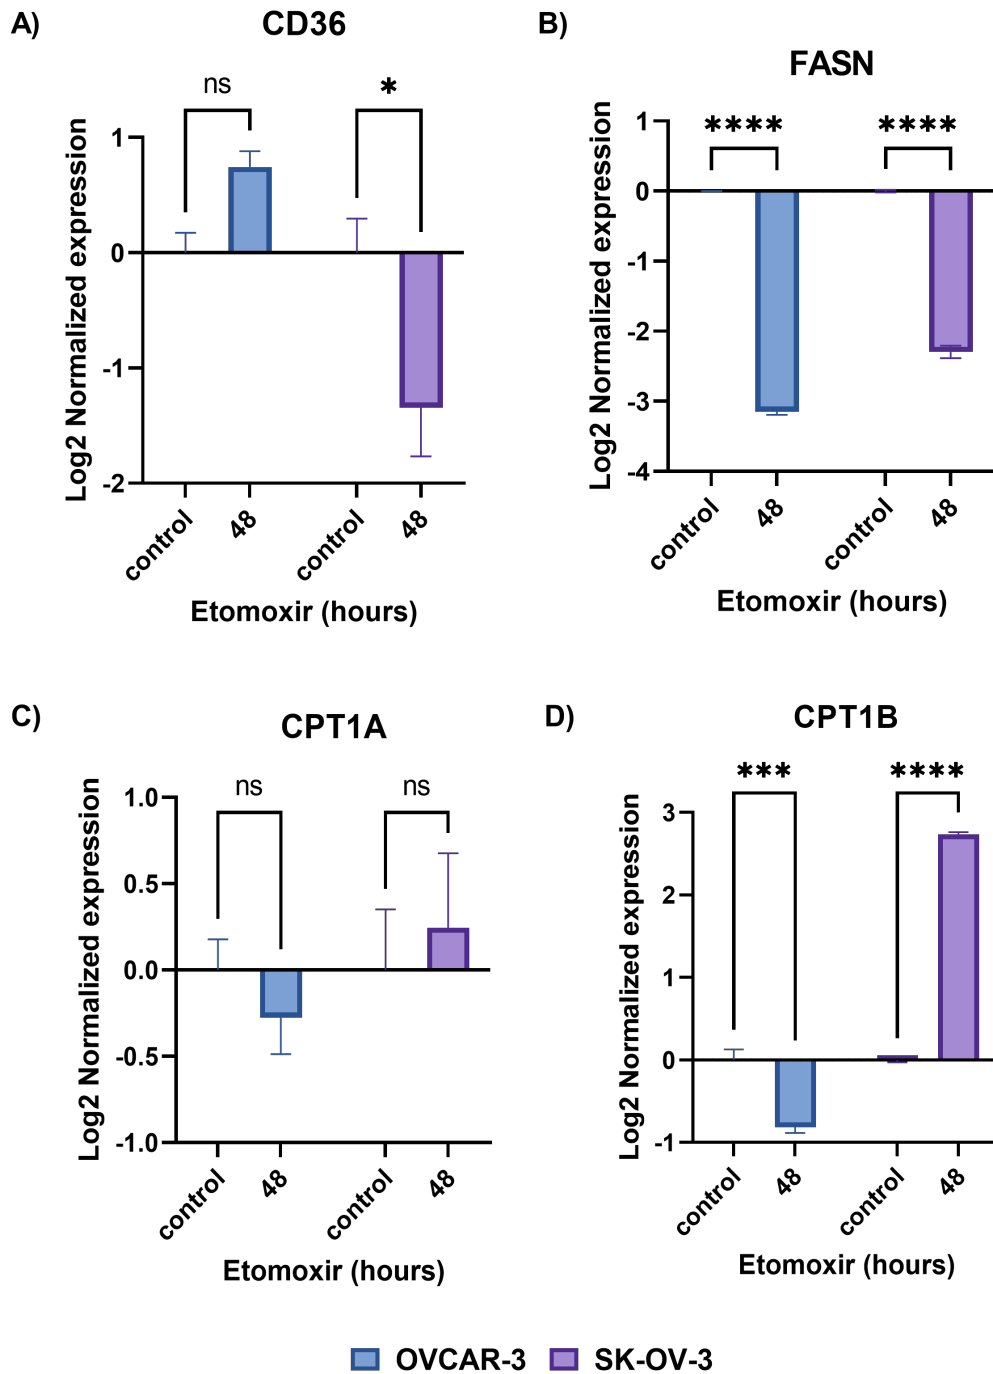 A)
CD36
ns
*
Log2 Normalized expression
1
0
-1
-2
control
48
control
48
Etomoxir (hours)
B)
FASN
****
****
Log2 Normalized expression
1
0
-1
-2
-3
-4
control
48
control
48
Etomoxir (hours)
C)
CPT1A
ns
ns
Log2 Normalized expression
1.0
0.5
0.0
-0.5
-1.0
control
48
control
48
Etomoxir (hours)
D)
CPT1B
***
****
Log2 Normalized expression
3
2
1
0
-1
control
48
control
48
Etomoxir (hours)
OVCAR-3
SK-OV-3